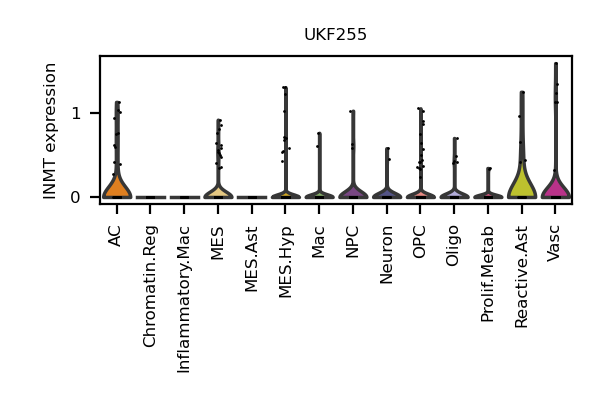 UKF255
INMT expression
1
0
AC
Chromatin.Reg
Inflammatory.Mac
MES
MES.Ast
MES.Hyp
Mac
NPC
Neuron
OPC
Oligo
Prolif.Metab
Reactive.Ast
Vasc